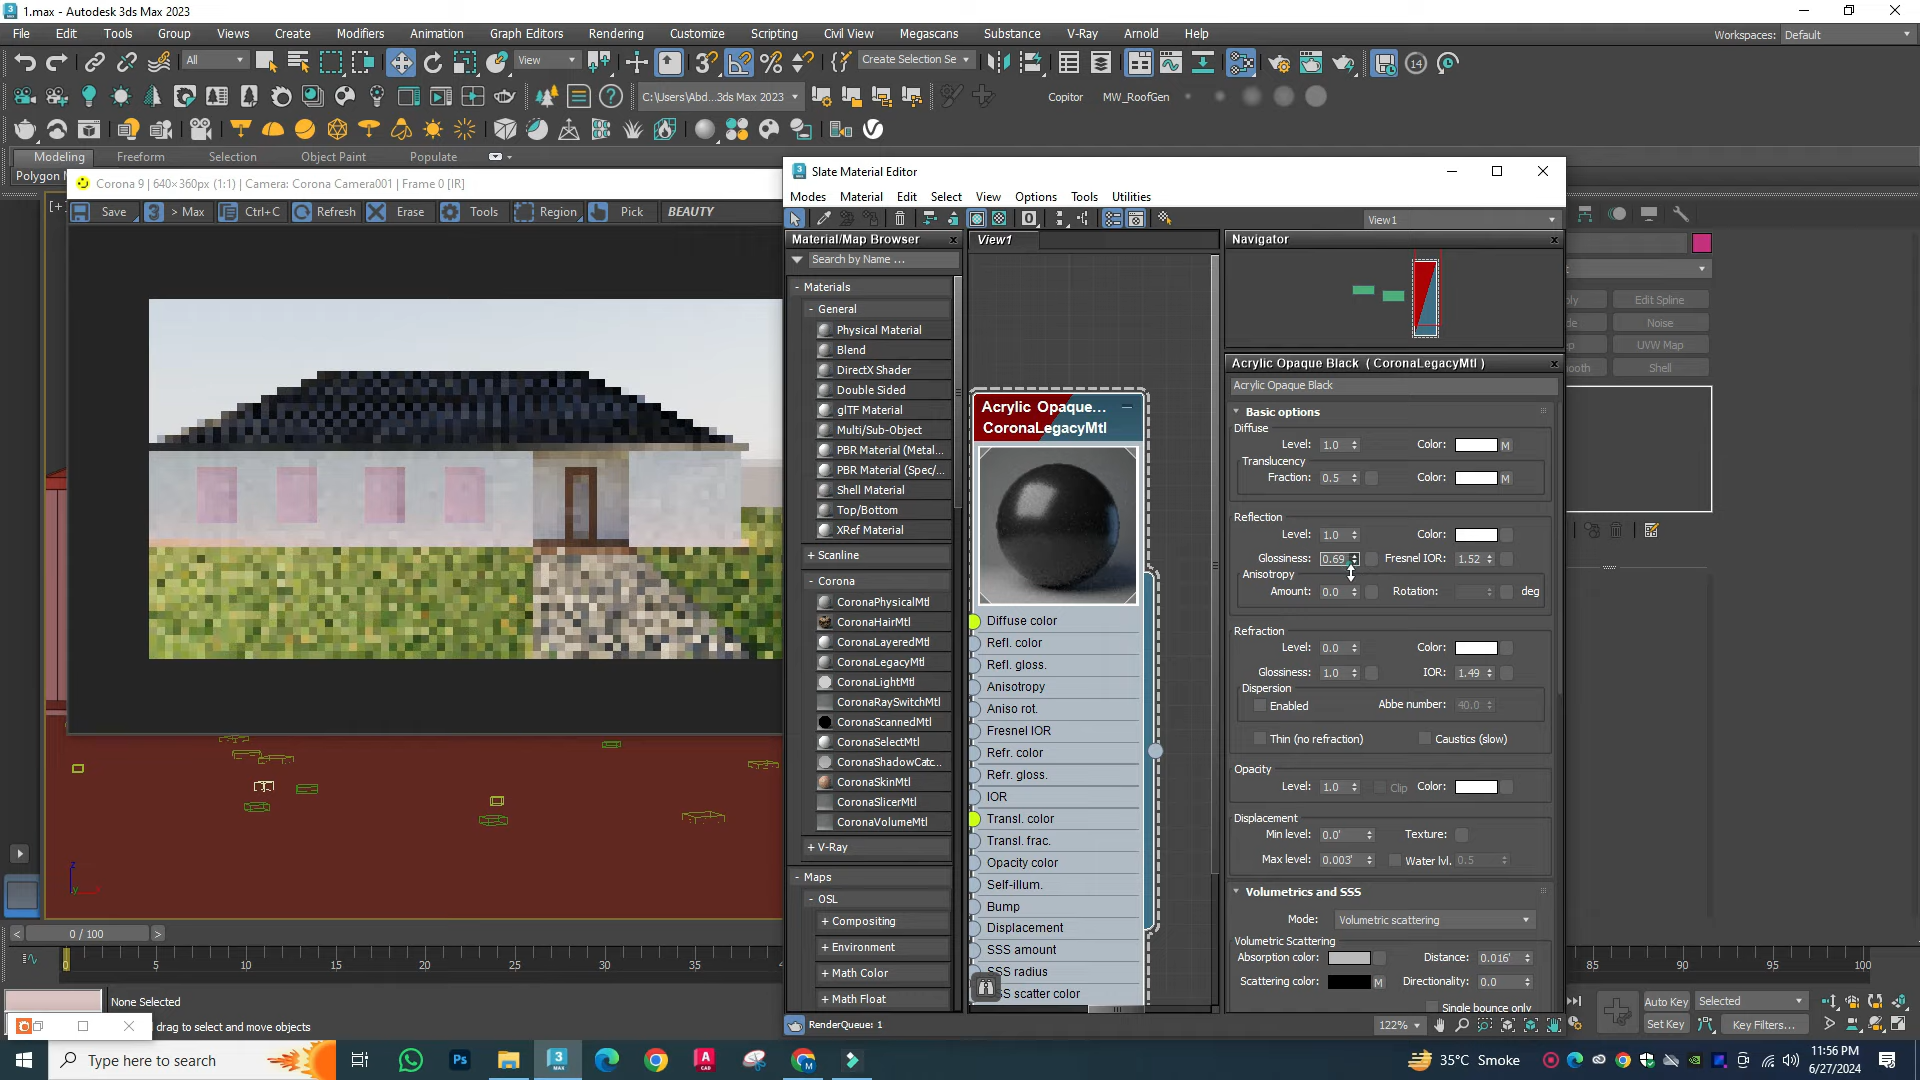 1.max - Autodesk 3ds Max 2023
File Edit Tools Group Views Create Modifiers Animation Graph Editors Rendering Customize Scripting Civil View Megascans Substance V-Ray Arnold Help
Workspaces: Default
All View Create Selection Se
C:\Users\Abd...3ds Max 2023 Copitor MW_RoofGen
Modeling Freeform Selection Object Paint Populate
Corona 9 | 640×360px (1:1) | Camera: Corona Camera001 | Frame 0 [IR]
Save > Max Ctrl+C Refresh Erase Tools Region Pick BEAUTY
Slate Material Editor
Modes Material Edit Select View Options Tools Utilities
View1
Material/Map Browser
Search by Name ...
- Materials
- General
Physical Material
Blend
DirectX Shader
Double Sided
glTF Material
Multi/Sub-Object
PBR Material (Metal...
PBR Material (Spec/...
Shell Material
Top/Bottom
XRef Material
+ Scanline
- Corona
CoronaPhysicalMtl
CoronaHairMtl
CoronaLayeredMtl
CoronaLegacyMtl
CoronaLightMtl
CoronaRaySwitchMtl
CoronaScannedMtl
CoronaSelectMtl
CoronaShadowCatc...
CoronaSkinMtl
CoronaSlicerMtl
CoronaVolumeMtl
+ V-Ray
- Maps
- OSL
+ Compositing
+ Environment
+ Math Color
+ Math Float
View1
Acrylic Opaque...
CoronaLegacyMtl
Diffuse color
Refl. color
Refl. gloss.
Anisotropy
Aniso rot.
Fresnel IOR
Refr. color
Refr. gloss.
IOR
Transl. color
Transl. frac.
Opacity color
Self-illum.
Bump
Displacement
SSS amount
SSS radius
SSS scatter color
Navigator
Acrylic Opaque Black ( CoronaLegacyMtl )
Acrylic Opaque Black
Basic options
Diffuse
Level: 1.0 Color: M
Translucency
Fraction: 0.5 Color: M
Reflection
Level: 1.0 Color:
Glossiness: 0.69 Fresnel IOR: 1.52
Anisotropy
Amount: 0.0 Rotation: deg
Refraction
Level: 0.0 Color:
Glossiness: 1.0 IOR: 1.49
Dispersion
Enabled Abbe number: 40.0
Thin (no refraction) Caustics (slow)
Opacity
Level: 1.0 Clip Color:
Displacement
Min level: 0.0' Texture:
Max level: 0.003' Water lvl. 0.5
Volumetrics and SSS
Mode: Volumetric scattering
Volumetric Scattering
Absorption color: Distance: 0.016'
Scattering color: M Directionality: 0.0
Single bounce only
RenderQueue: 1
122%
Edit Spline
Noise
UVW Map
Shell
0 / 100
0 5 10 15 20 25 30 35 40 85 90 95 100
None Selected
drag to select and move objects
Auto Key Selected
Set Key Key Filters...
Type here to search
35°C Smoke
11:56 PM
6/27/2024